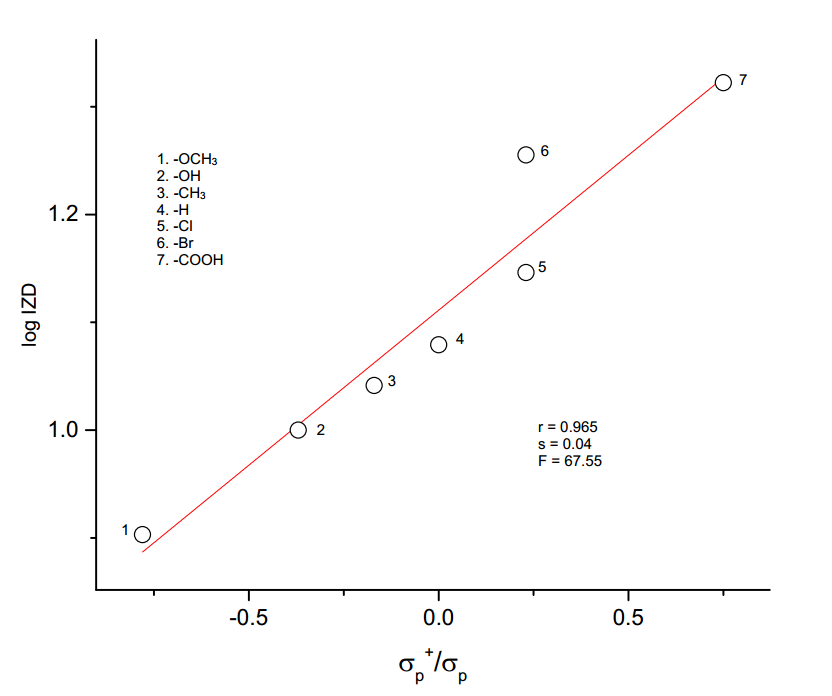 7
6
1. -OCH₃
2. -OH
3. -CH₃
4. -H
5. -Cl
6. -Br
7. -COOH
1.2
5
log IZD
4
3
r = 0.965
s = 0.04
F = 67.55
1.0
2
1
-0.5 0.0 0.5
σₚ⁺/σₚ